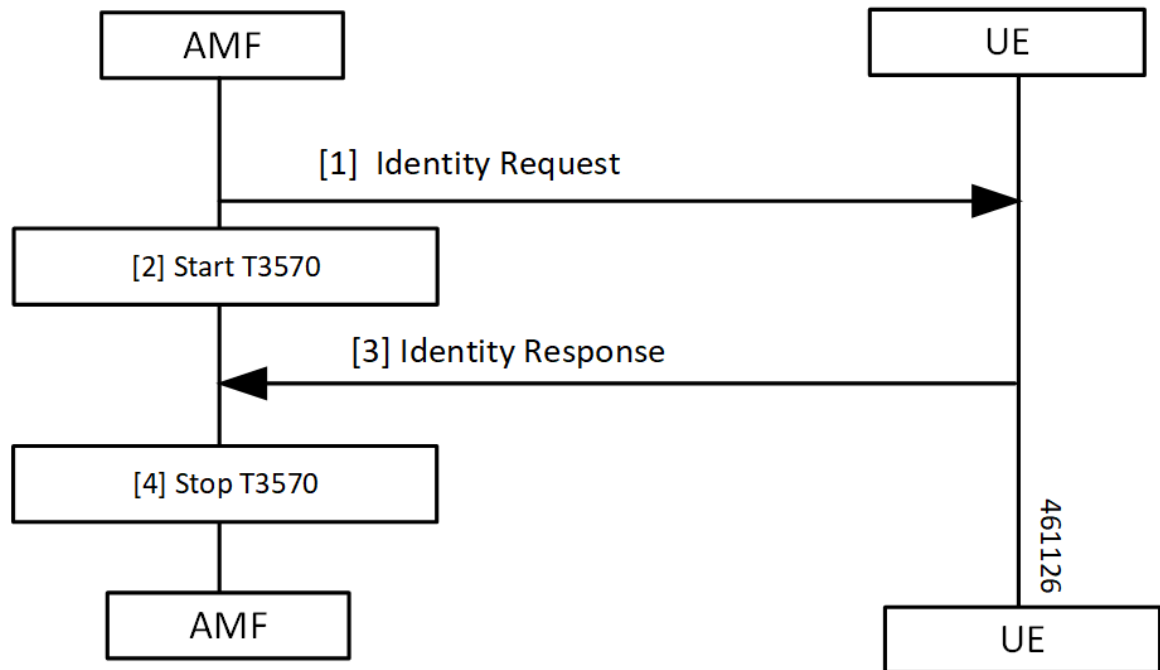 AMF
UE
[1] Identity Request
[2] Start T3570
[3] Identity Response
[4] Stop T3570
461126
AMF
UE